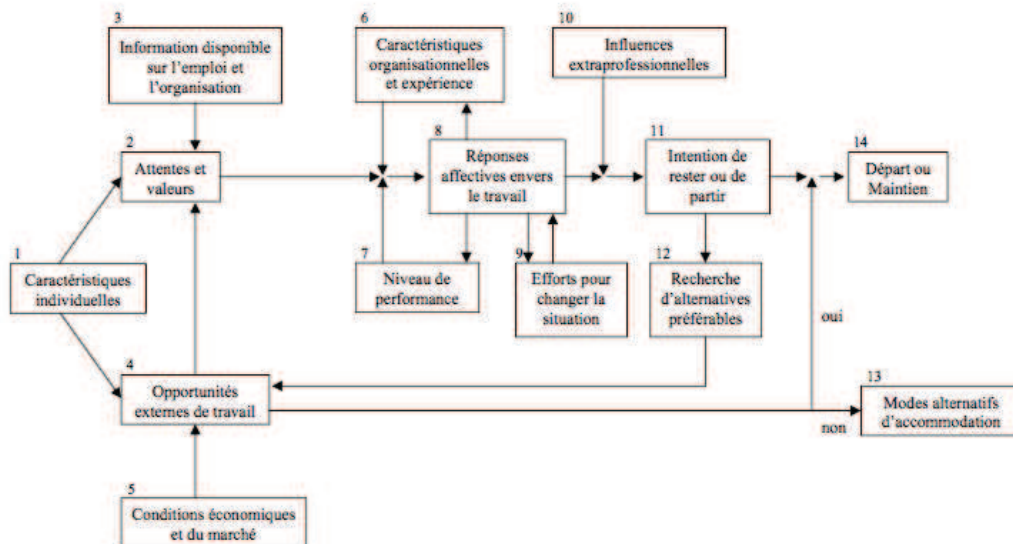 3
Information disponible
sur l'emploi et
l'organisation
6
Caractéristiques
organisationnelles
et expérience
10
Influences
extraprofessionnelles
2
Attentes et
valeurs
8
Réponses
affectives envers
le travail
11
Intention de
rester ou de
partir
14
Départ ou
Maintien
1
Caractéristiques
individuelles
7
Niveau de
performance
9
Efforts pour
changer la
situation
12
Recherche
d'alternatives
préférables
oui
4
Opportunités
externes de travail
13
Modes alternatifs
d'accommodation
non
5
Conditions économiques
et du marché